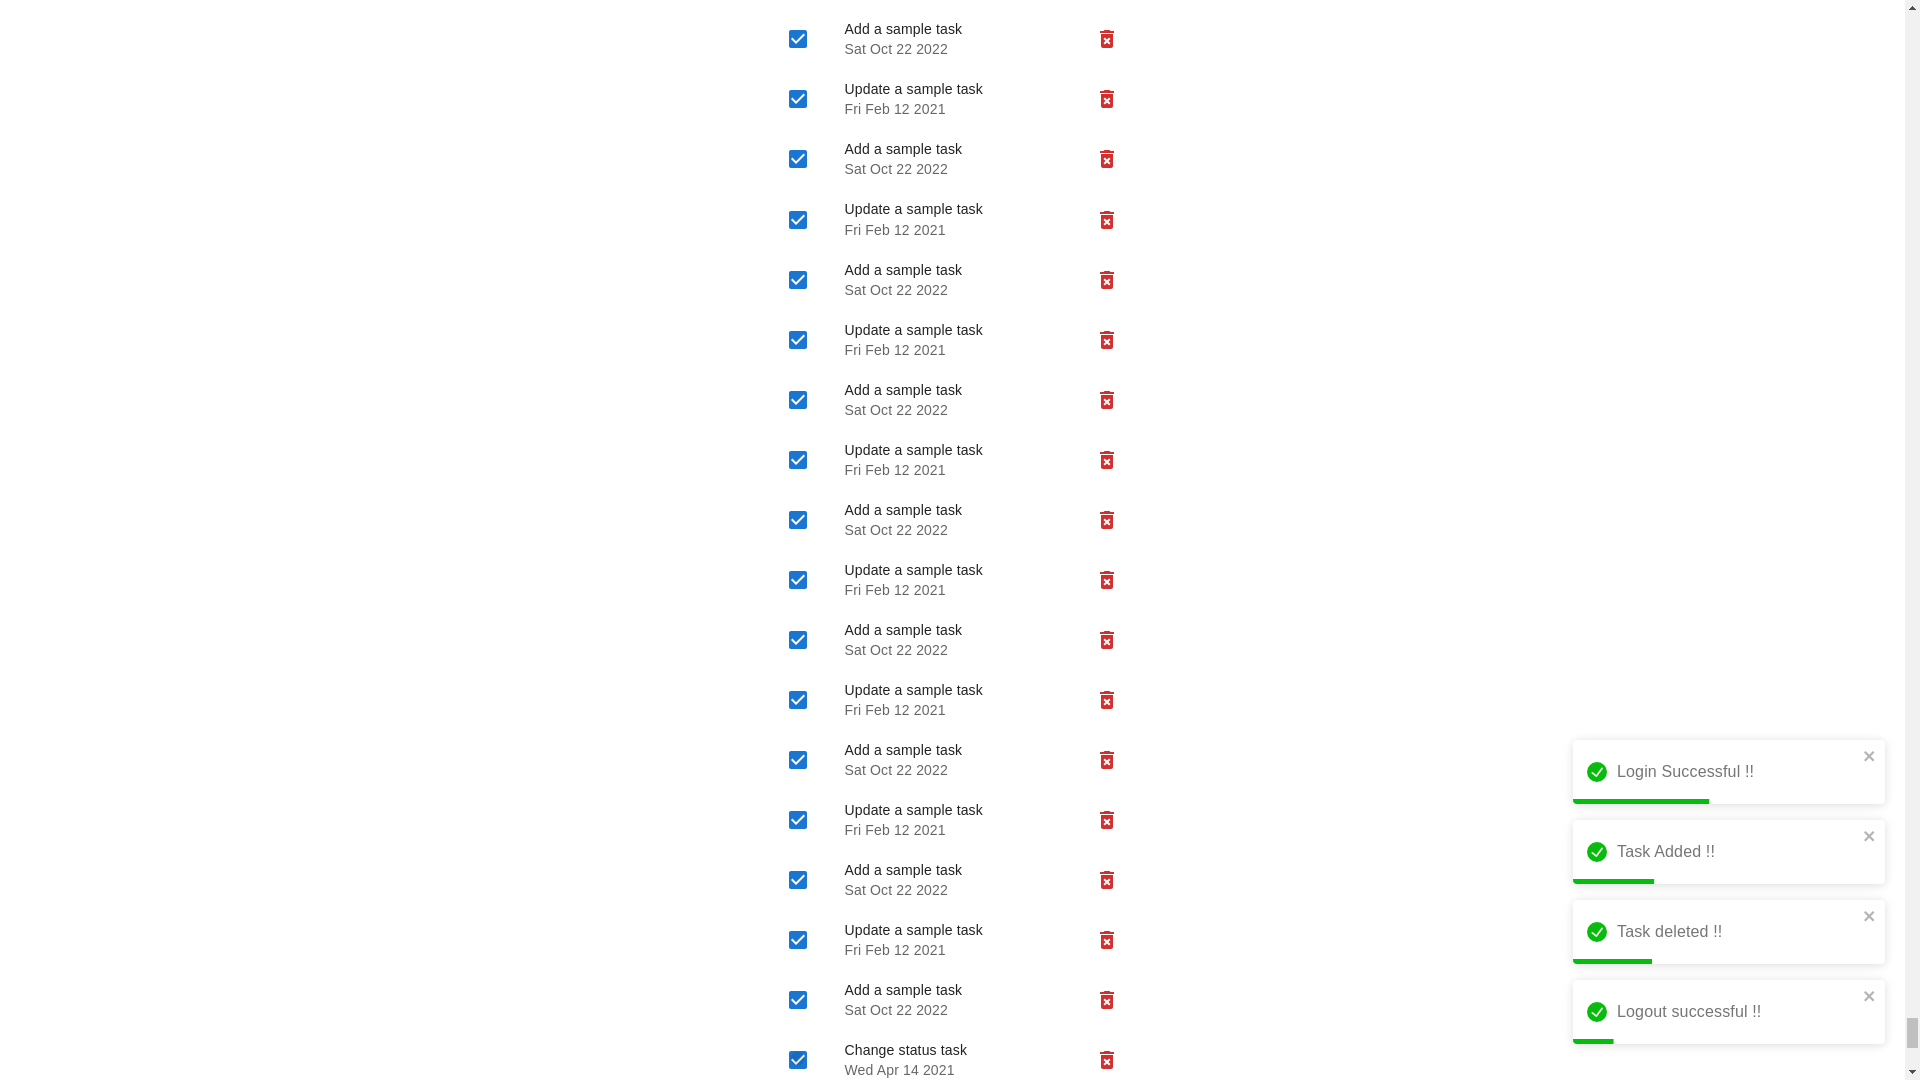 Add a sample task
Sat Oct 22 2022
Update a sample task
Fri Feb 12 2021
Add a sample task
Sat Oct 22 2022
Update a sample task
Fri Feb 12 2021
Add a sample task
Sat Oct 22 2022
Update a sample task
Fri Feb 12 2021
Add a sample task
Sat Oct 22 2022
Update a sample task
Fri Feb 12 2021
Add a sample task
Sat Oct 22 2022
Update a sample task
Fri Feb 12 2021
Add a sample task
Sat Oct 22 2022
Update a sample task
Fri Feb 12 2021
Add a sample task
Sat Oct 22 2022
Update a sample task
Fri Feb 12 2021
Add a sample task
Sat Oct 22 2022
Update a sample task
Fri Feb 12 2021
Add a sample task
Sat Oct 22 2022
Change status task
Wed Apr 14 2021
Login Successful !!
Task Added !!
Task deleted !!
Logout successful !!